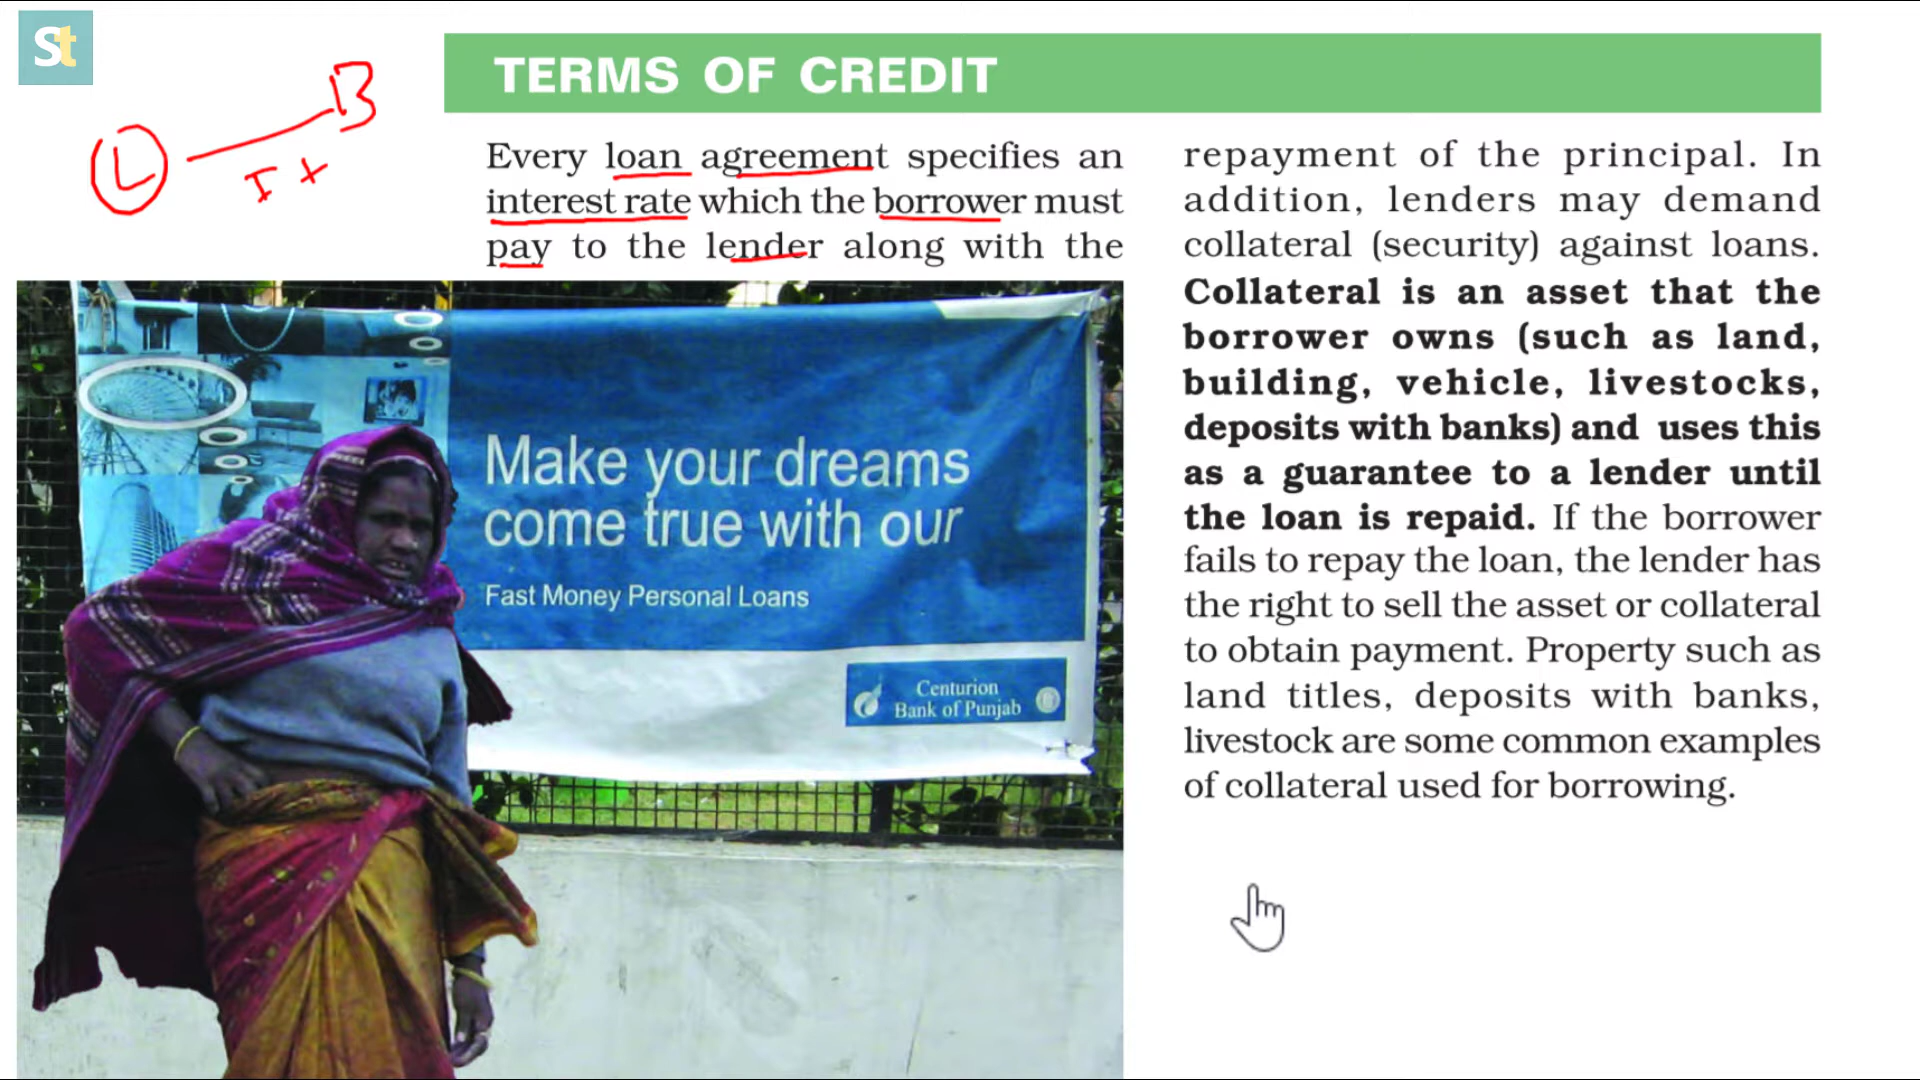 St
TERMS OF CREDIT
L
B
I +
Every loan agreement specifies an
interest rate which the borrower must
pay to the lender along with the
Make your dreams
come true with our
Fast Money Personal Loans
Centurion
Bank of Punjab
repayment of the principal. In
addition, lenders may demand
collateral (security) against loans.
Collateral is an asset that the
borrower owns (such as land,
building, vehicle, livestocks,
deposits with banks) and uses this
as a guarantee to a lender until
the loan is repaid. If the borrower
fails to repay the loan, the lender has
the right to sell the asset or collateral
to obtain payment. Property such as
land titles, deposits with banks,
livestock are some common examples
of collateral used for borrowing.